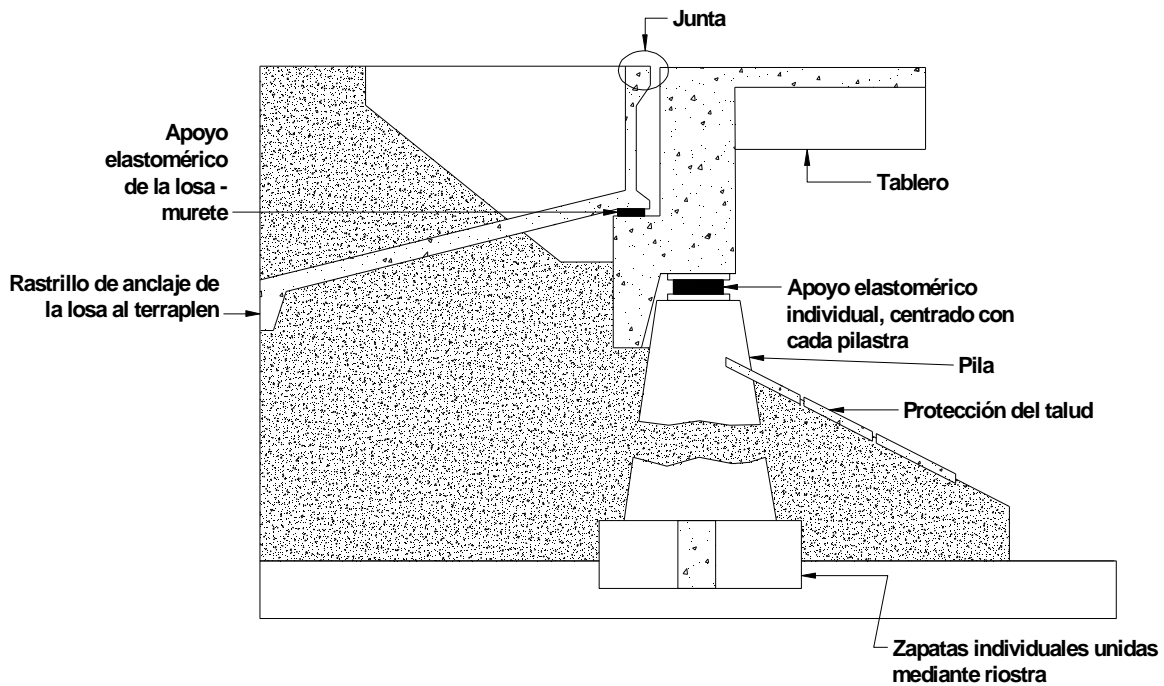 Junta
Apoyo
elastomérico
de la losa -
murete
Tablero
Rastrillo de anclaje de
la losa al terraplen
Apoyo elastomérico
individual, centrado con
cada pilastra
Pila
Protección del talud
Zapatas individuales unidas
mediante riostra